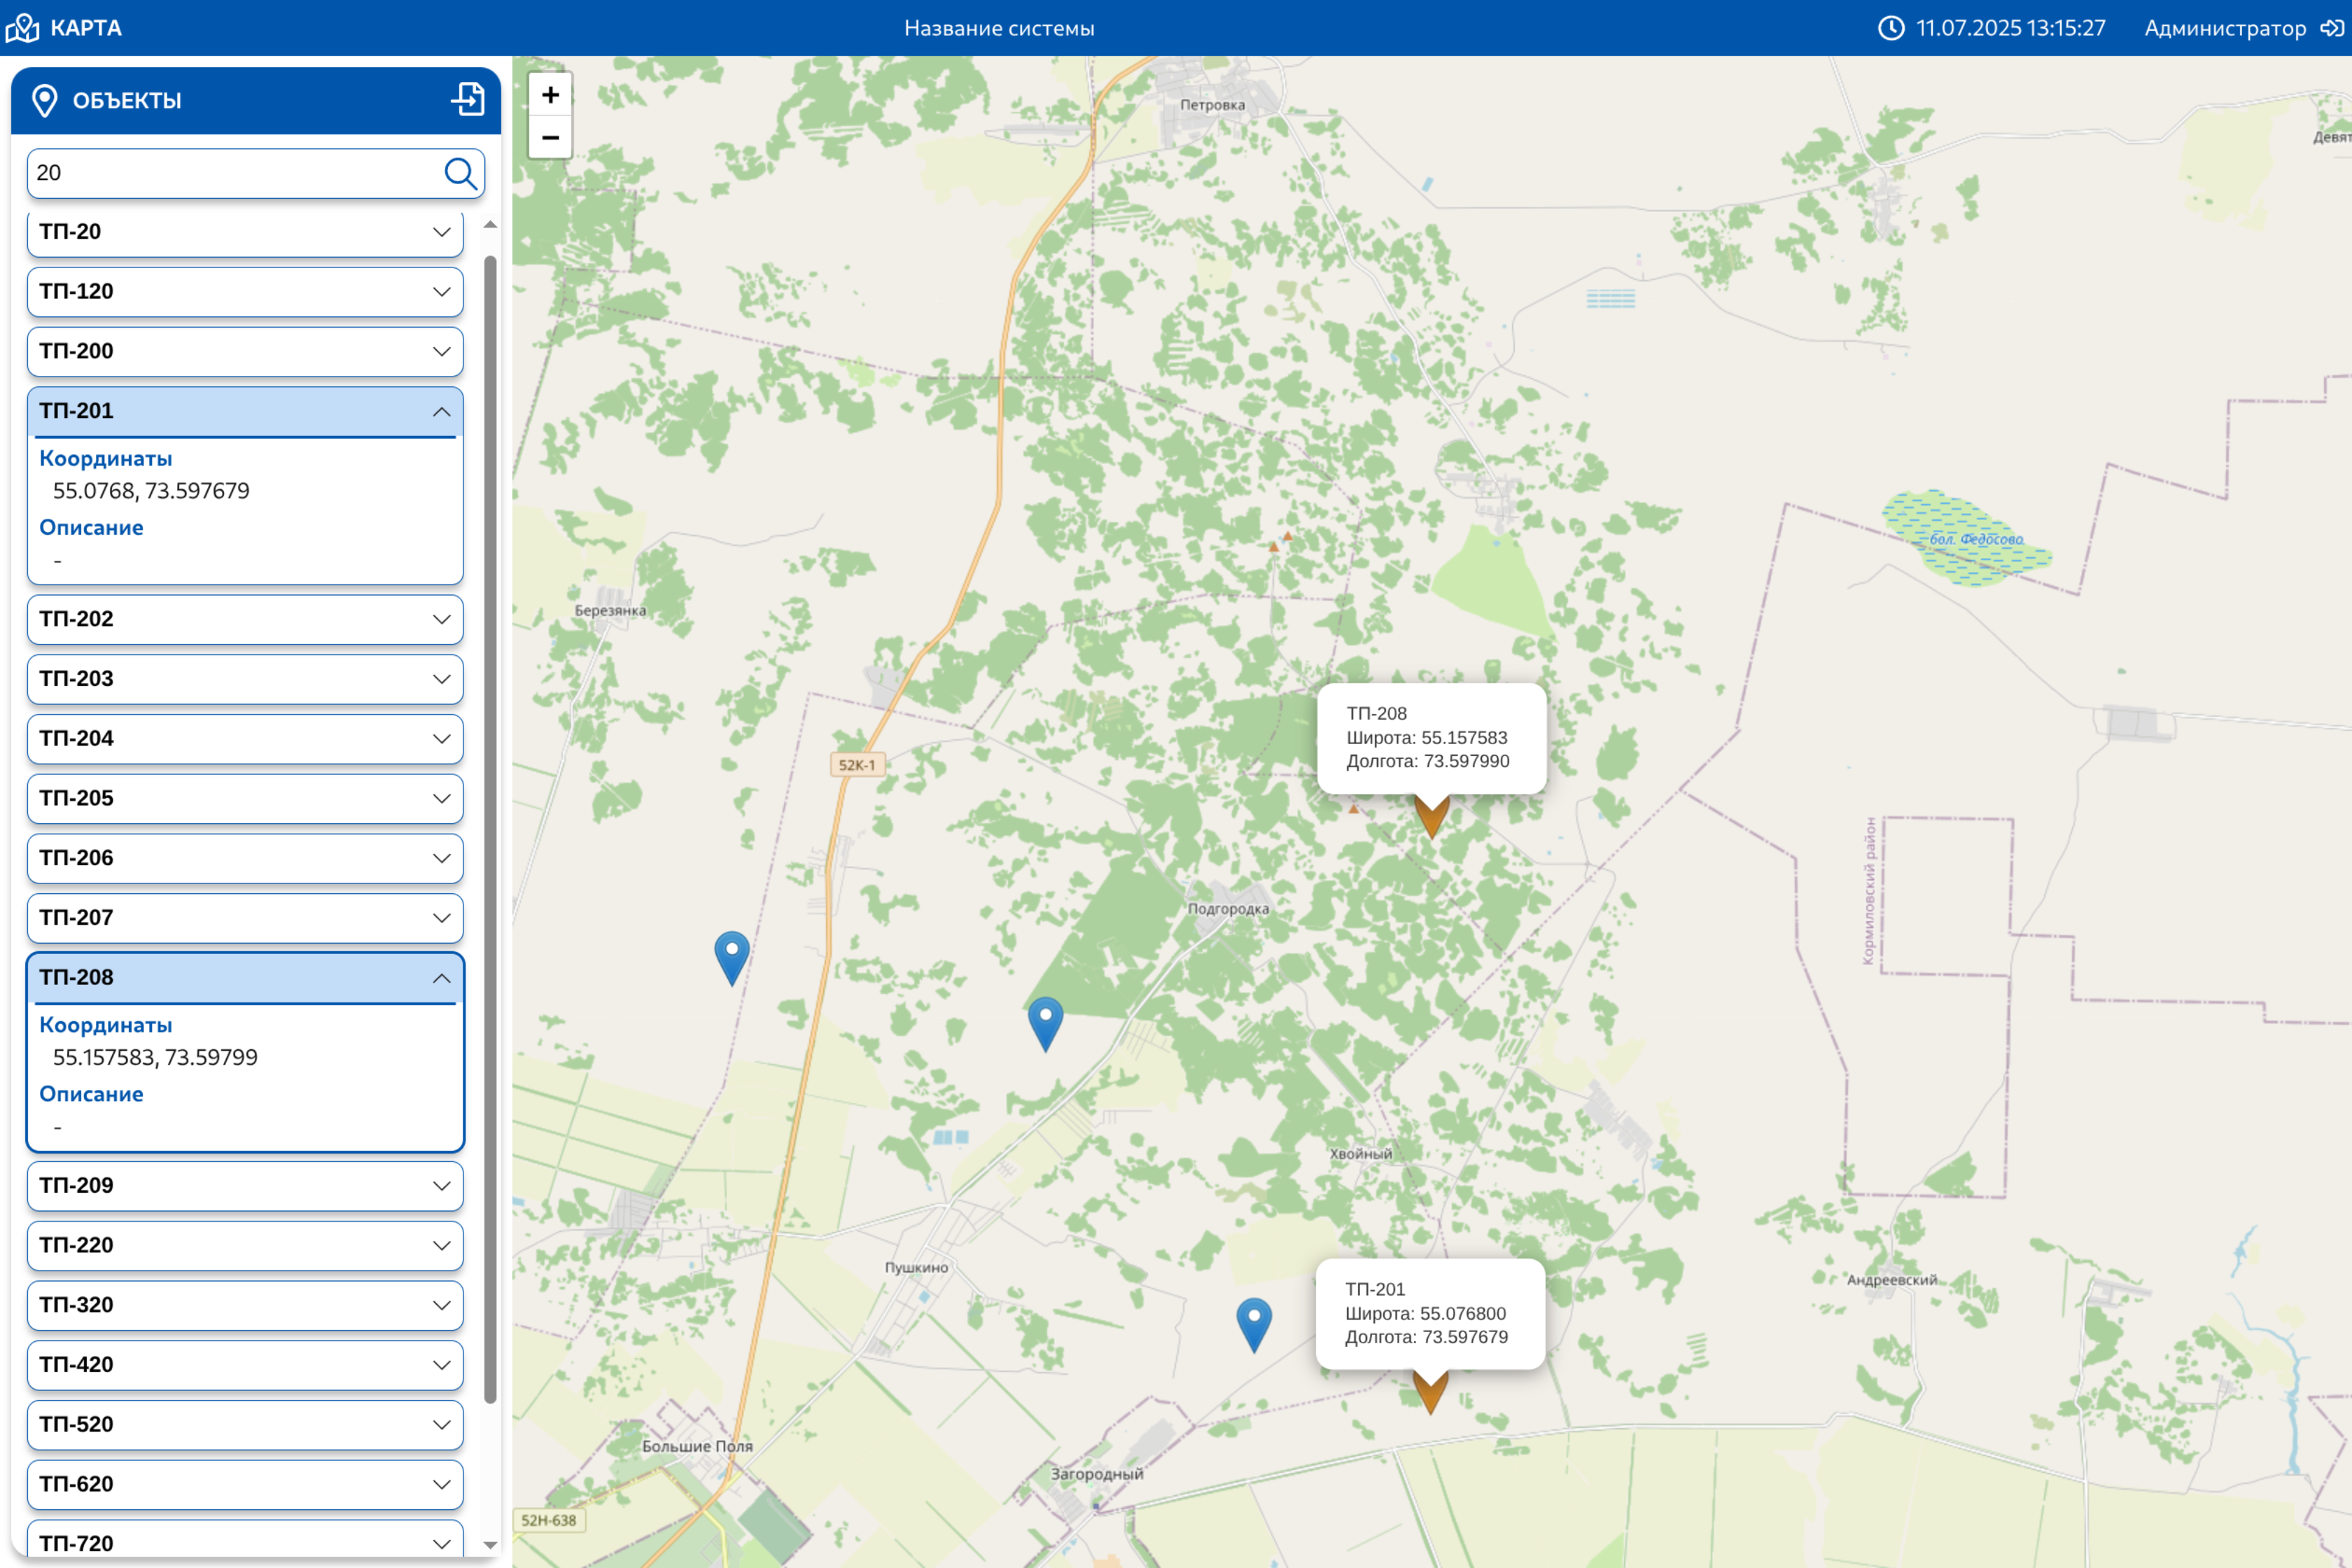 КАРТА
Название системы
11.07.2025 13:15:27
Администратор
ОБЪЕКТЫ
20
ТП-20
ТП-120
ТП-200
ТП-201
Координаты
55.0768, 73.597679
Описание
-
ТП-202
ТП-203
ТП-204
ТП-205
ТП-206
ТП-207
ТП-208
Координаты
55.157583, 73.59799
Описание
-
ТП-209
ТП-220
ТП-320
ТП-420
ТП-520
ТП-620
ТП-720
+
−
Петровка
Девят
бол. Федосово
Березянка
ТП-208
Широта: 55.157583
Долгота: 73.597990
52К-1
Кормиловский район
Подгородка
Хвойный
Пушкино
Андреевский
ТП-201
Широта: 55.076800
Долгота: 73.597679
Большие Поля
Загородный
52Н-638